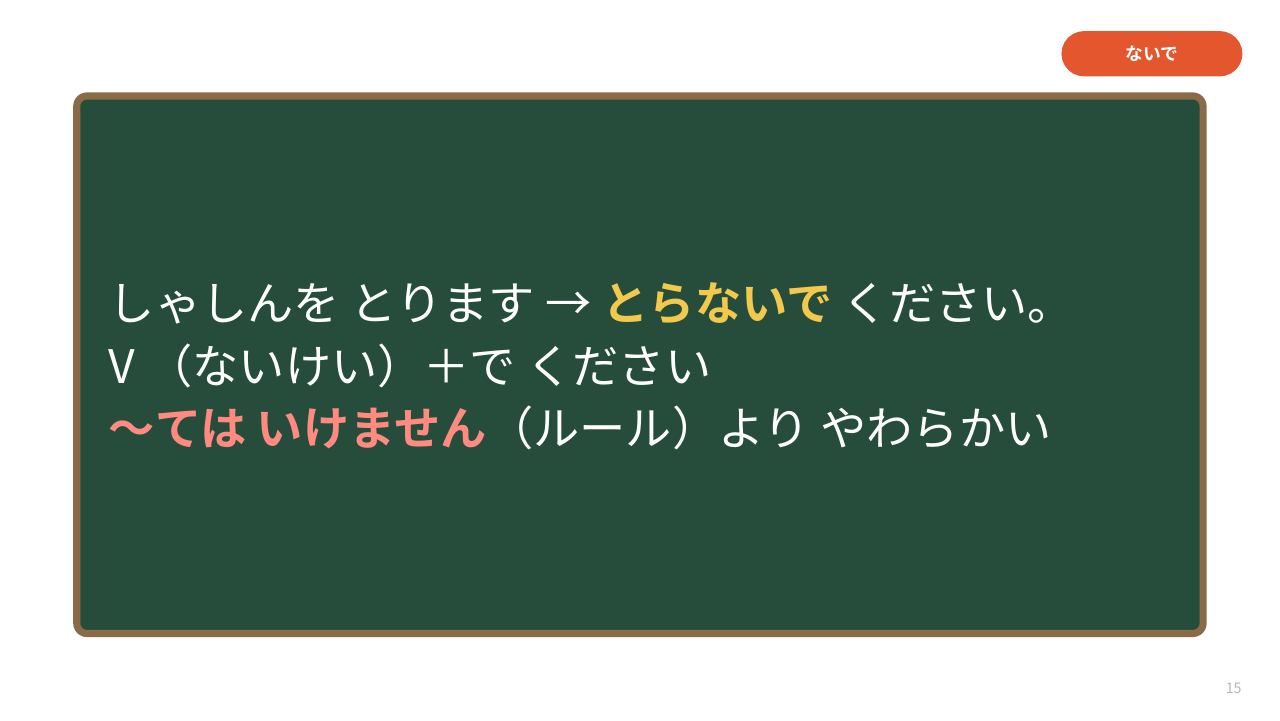 ないで
しゃしんを とります → とらないで ください。
V （ないけい）＋で ください
～ては いけません（ルール）より やわらかい
15